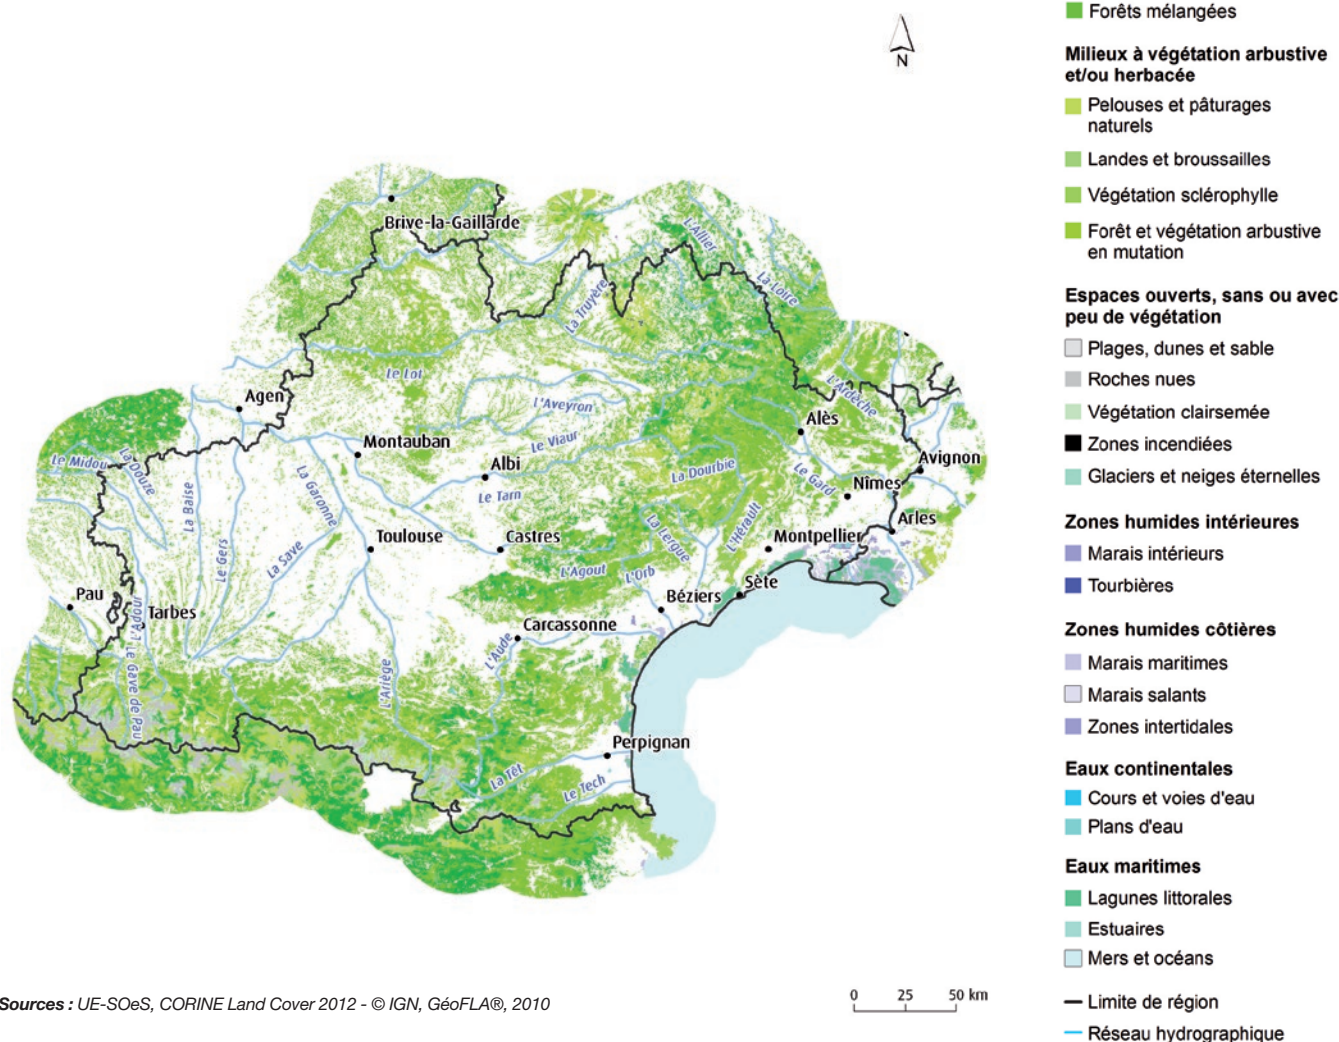 N
Brive-la-Gaillarde
L'Allier
La Loire
La Truyère
Le Lot
L'Aveyron
L'Ardèche
Agen
Alès
Montauban
Le Viaur
Albi
La Dourbie
Avignon
Le Midou
La Douze
La Baïse
La Garonne
Le Tarn
Le Gard
Nîmes
Arles
Toulouse
Castres
La Lergue
L'Hérault
Montpellier
Le Gers
La Save
L'Agout
L'Orb
Sète
Béziers
Pau
Tarbes
L'Adour
Le Gave de Pau
Carcassonne
L'Aude
L'Ariège
Perpignan
La Têt
Le Tech
Forêts mélangées
Milieux à végétation arbustive
et/ou herbacée
Pelouses et pâturages
naturels
Landes et broussailles
Végétation sclérophylle
Forêt et végétation arbustive
en mutation
Espaces ouverts, sans ou avec
peu de végétation
Plages, dunes et sable
Roches nues
Végétation clairsemée
Zones incendiées
Glaciers et neiges éternelles
Zones humides intérieures
Marais intérieurs
Tourbières
Zones humides côtières
Marais maritimes
Marais salants
Zones intertidales
Eaux continentales
Cours et voies d'eau
Plans d'eau
Eaux maritimes
Lagunes littorales
Estuaires
Mers et océans
Limite de région
Réseau hydrographique
0 25 50 km
Sources : UE-SOeS, CORINE Land Cover 2012 - © IGN, GéoFLA®, 2010